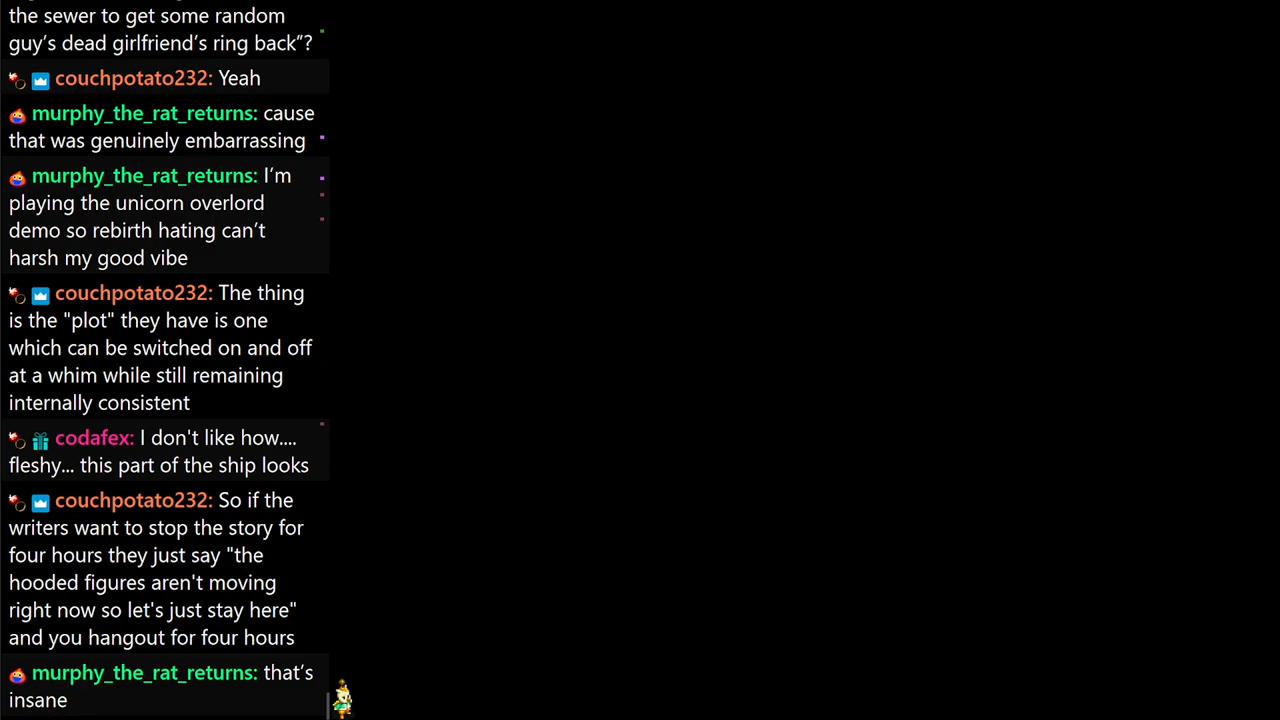 the sewer to get some random
guy’s dead girlfriend’s ring back”?
couchpotato232: Yeah
murphy_the_rat_returns: cause
that was genuinely embarrassing
murphy_the_rat_returns: I’m
playing the unicorn overlord
demo so rebirth hating can’t
harsh my good vibe
couchpotato232: The thing
is the "plot" they have is one
which can be switched on and off
at a whim while still remaining
internally consistent
codafex: I don't like how....
fleshy... this part of the ship looks
couchpotato232: So if the
writers want to stop the story for
four hours they just say "the
hooded figures aren't moving
right now so let's just stay here"
and you hangout for four hours
murphy_the_rat_returns: that’s
insane